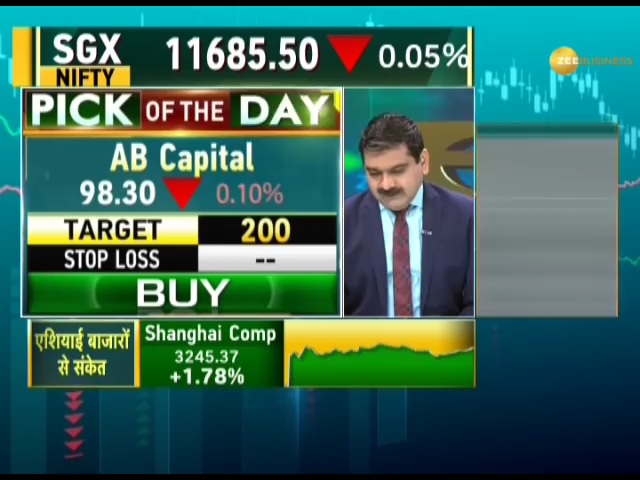 SGX
NIFTY
11685.50
0.05%
ZEE BUSINESS
PICK OF THE DAY
AB Capital
98.30 0.10%
TARGET 200
STOP LOSS --
BUY
एशियाई बाजारों
से संकेत
Shanghai Comp
3245.37
+1.78%